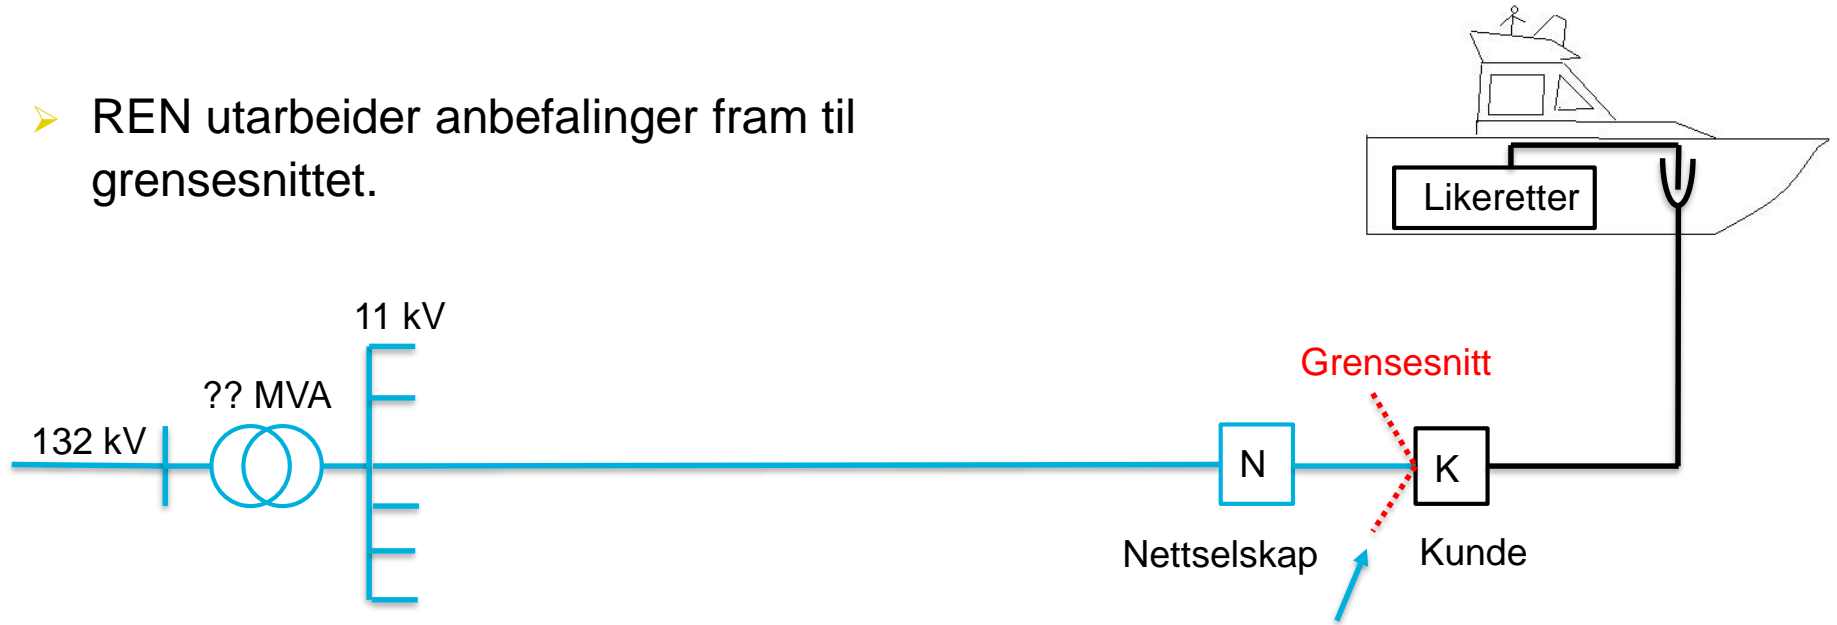 REN utarbeider anbefalinger fram til
grensesnittet.
Likeretter
11 kV
Grensesnitt
?? MVA
132 kV
N
K
Nettselskap
Kunde